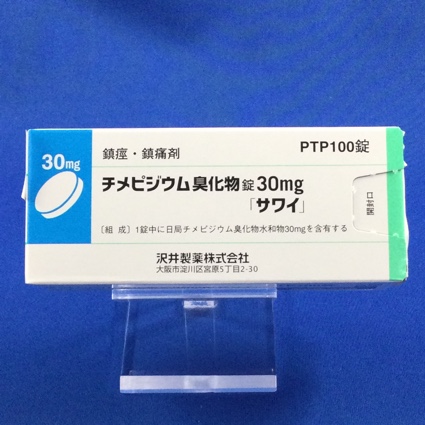 30mg
鎮痙・鎮痛剤
PTP100錠
チメピジウム臭化物錠30mg
「サワイ」
［組 成］1錠中に日局チメピジウム臭化物水和物30mgを含有する
開封口
沢井製薬株式会社
大阪市淀川区宮原5丁目2-30